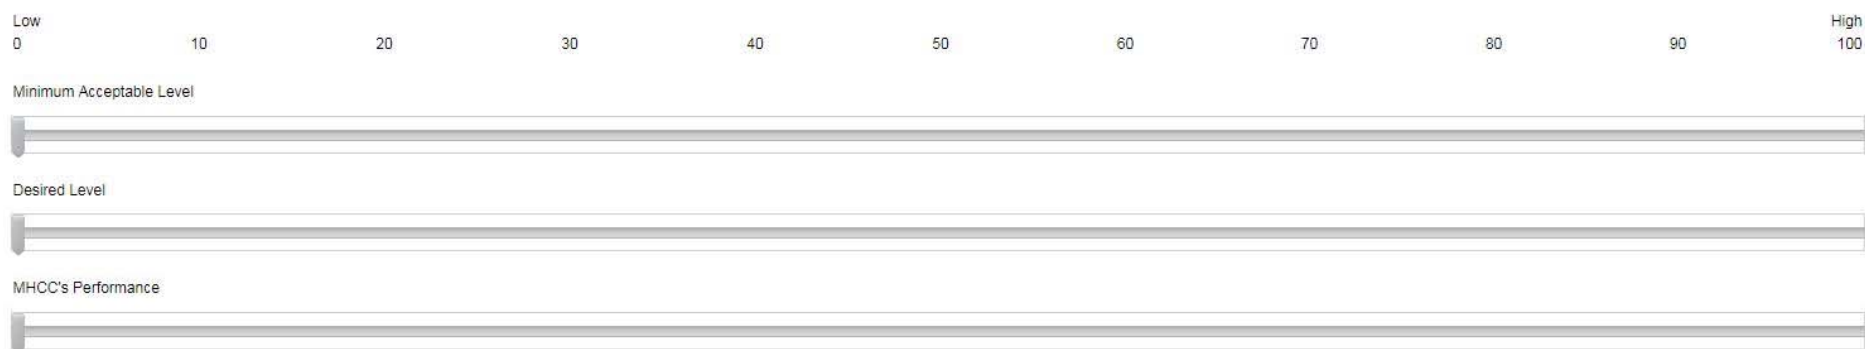 Low High
0 10 20 30 40 50 60 70 80 90 100
Minimum Acceptable Level
Desired Level
MHCC's Performance